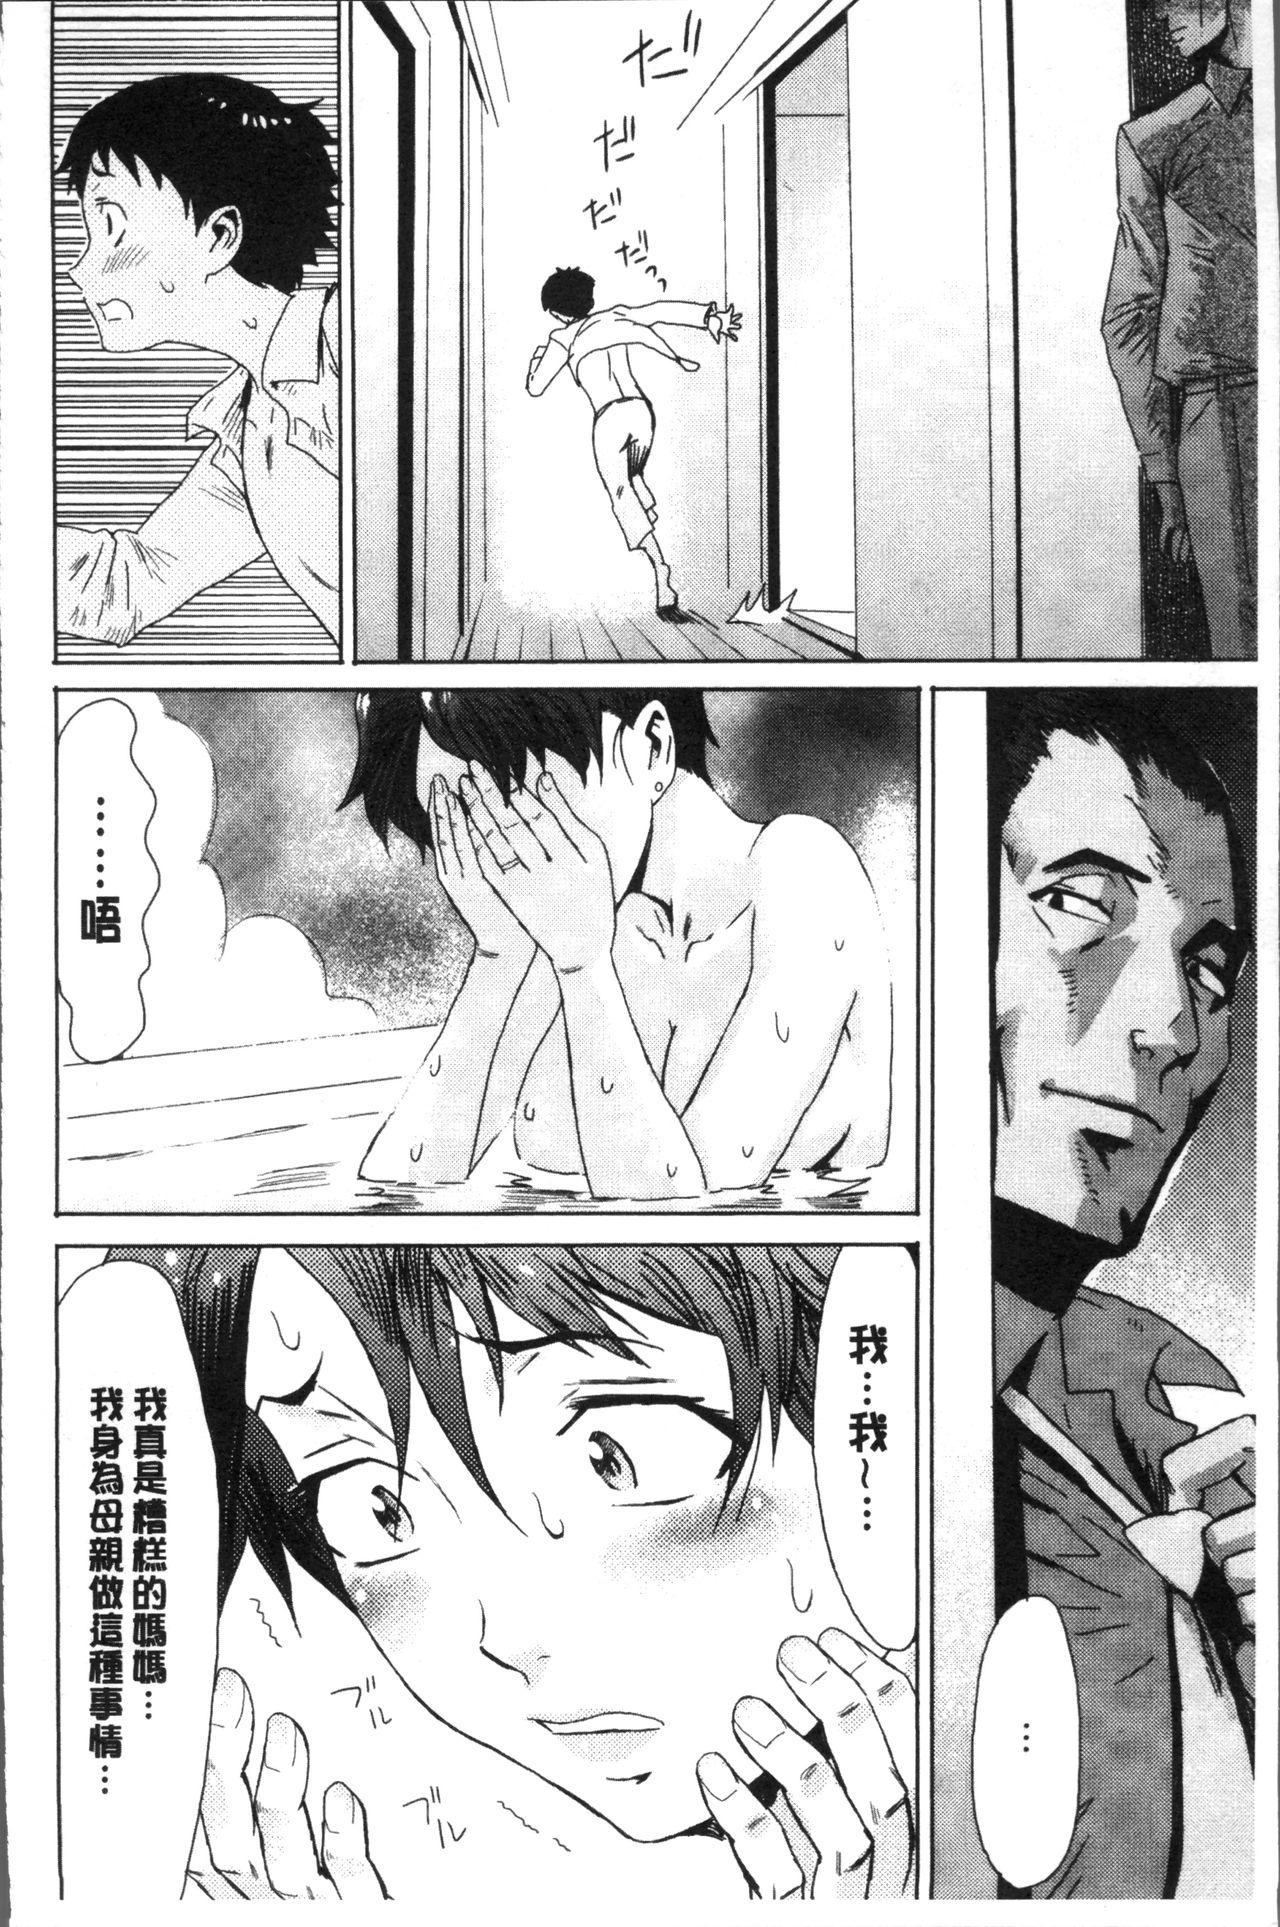 だ゛
だ゛
だ゛
だ゛っ
…
……唔
我…我~…
我真是糟糕的媽媽…
我身為母親做這種事情…
ブル
ブル